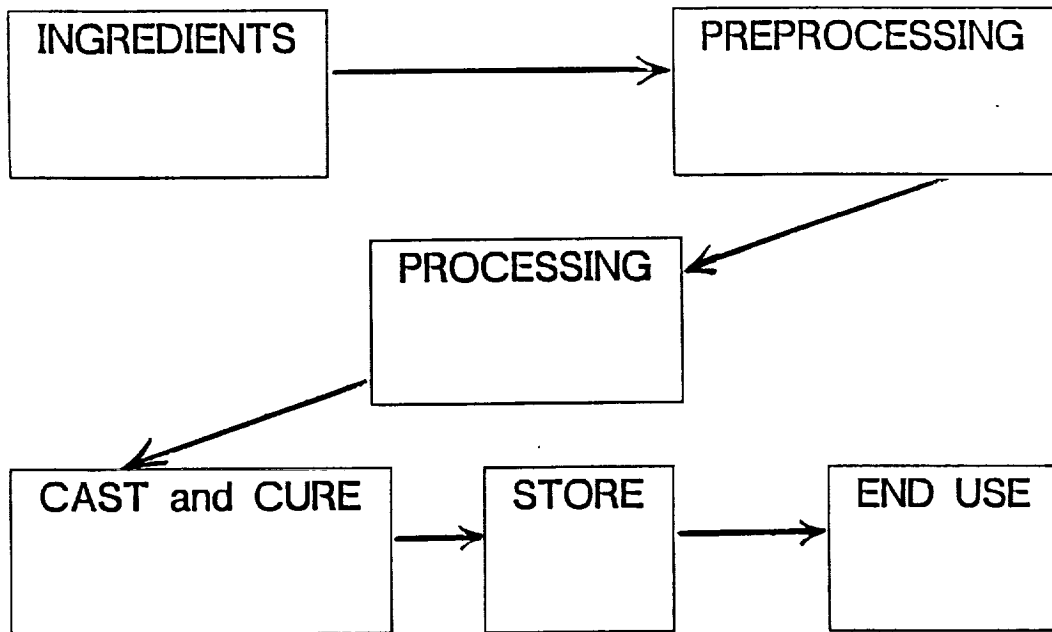 INGREDIENTS
PREPROCESSING
PROCESSING
CAST and CURE
STORE
END USE